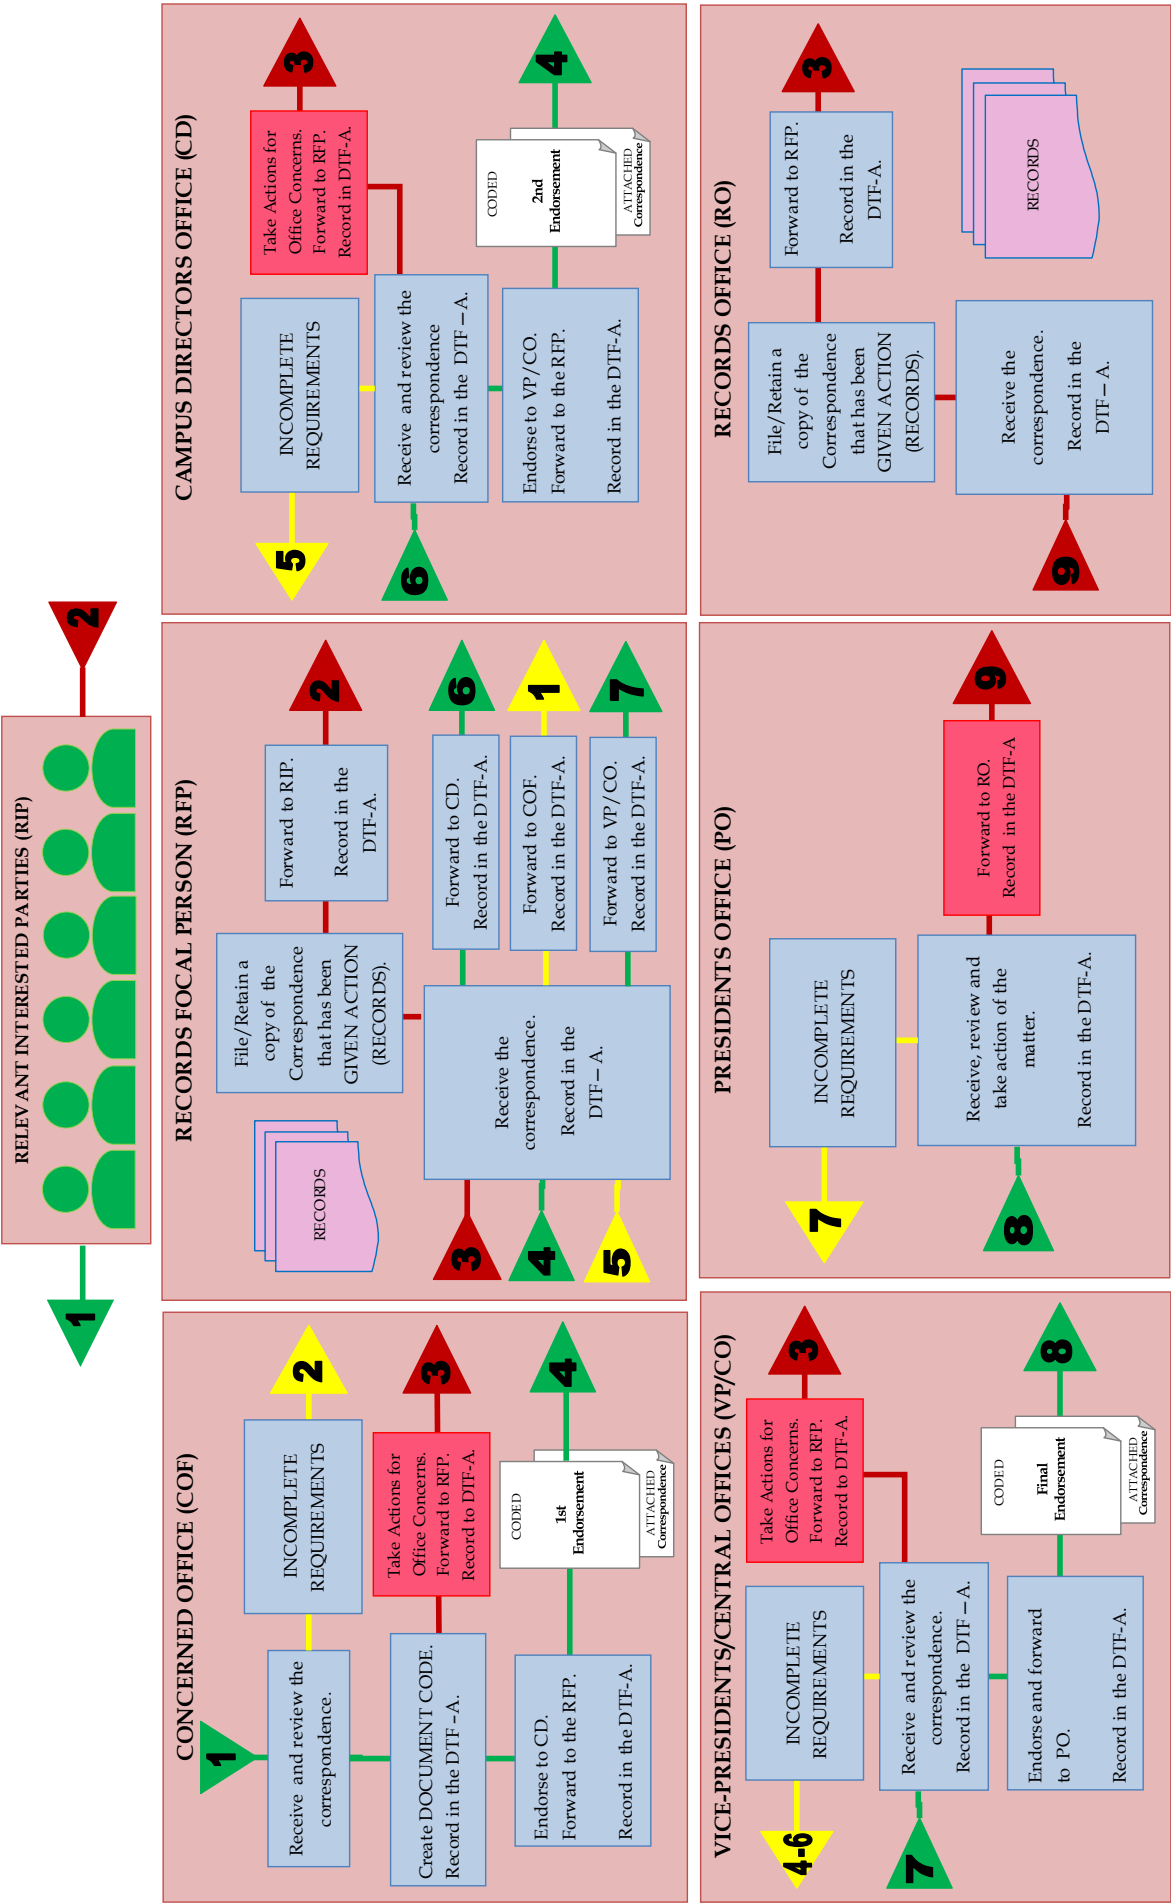 RELEVANT INTERESTED PARTIES (RIP)
1
2
CONCERNED OFFICE (COF)
1
Receive and review the
correspondence.
INCOMPLETE
REQUIREMENTS
2
Create DOCUMENT CODE.
Record in the DTF –A.
Take Actions for
Office Concerns.
Forward to RFP.
Record to DTF-A.
3
Endorse to CD.
Forward to the RFP.
Record in the DTF-A.
CODED
1st
Endorsement
ATTACHED
Correspondence
4
RECORDS FOCAL PERSON (RFP)
RECORDS
File/Retain a
copy of the
Correspondence
that has been
GIVEN ACTION
(RECORDS).
Forward to RIP.
Record in the
DTF-A.
2
3
4
5
Receive the
correspondence.
Record in the
DTF – A.
Forward to CD.
Record in the DTF-A.
6
Forward to COF.
Record in the DTF-A.
1
Forward to VP/CO.
Record in the DTF-A.
7
CAMPUS DIRECTORS OFFICE (CD)
5
INCOMPLETE
REQUIREMENTS
Take Actions for
Office Concerns.
Forward to RFP.
Record in DTF-A.
3
6
Receive and review the
correspondence
Record in the DTF – A.
Endorse to VP/CO.
Forward to the RFP.
Record in the DTF-A.
CODED
2nd
Endorsement
ATTACHED
Correspondence
4
VICE-PRESIDENTS/CENTRAL OFFICES (VP/CO)
4-6
INCOMPLETE
REQUIREMENTS
Take Actions for
Office Concerns.
Forward to RFP.
Record to DTF-A.
3
7
Receive and review the
correspondence.
Record in the DTF – A.
Endorse and forward
to PO.
Record in the DTF-A.
CODED
Final
Endorsement
ATTACHED
Correspondence
8
PRESIDENTS OFFICE (PO)
7
INCOMPLETE
REQUIREMENTS
8
Receive, review and
take action of the
matter.
Record in the DTF-A.
Forward to RO.
Record in the DTF-A
9
RECORDS OFFICE (RO)
File/Retain a
copy of the
Correspondence
that has been
GIVEN ACTION
(RECORDS).
Forward to RFP.
Record in the
DTF-A.
3
9
Receive the
correspondence.
Record in the
DTF – A.
RECORDS